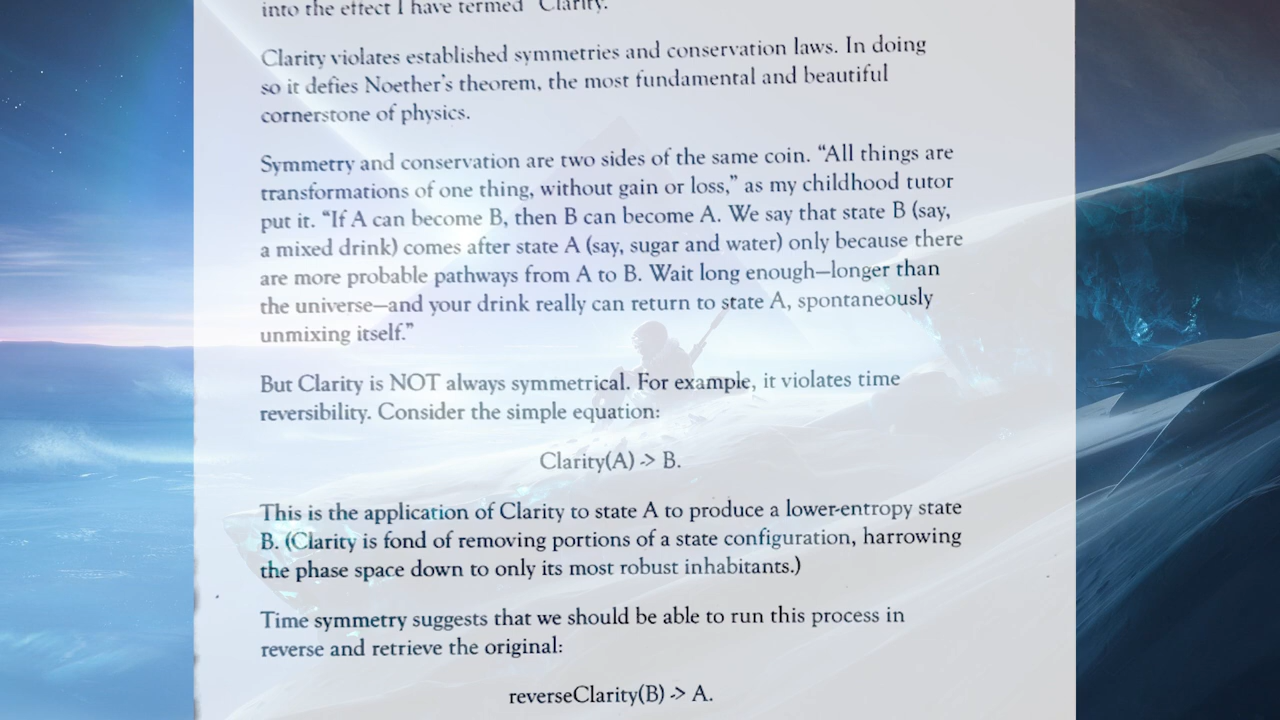 into the effect I have termed “Clarity.”
Clarity violates established symmetries and conservation laws. In doing
so it defies Noether’s theorem, the most fundamental and beautiful
cornerstone of physics.
Symmetry and conservation are two sides of the same coin. “All things are
transformations of one thing, without gain or loss,” as my childhood tutor
put it. “If A can become B, then B can become A. We say that state B (say,
a mixed drink) comes after state A (say, sugar and water) only because there
are more probable pathways from A to B. Wait long enough—longer than
the universe—and your drink really can return to state A, spontaneously
unmixing itself.”
But Clarity is NOT always symmetrical. For example, it violates time
reversibility. Consider the simple equation:
Clarity(A) -> B.
This is the application of Clarity to state A to produce a lower-entropy state
B. (Clarity is fond of removing portions of a state configuration, harrowing
the phase space down to only its most robust inhabitants.)
Time symmetry suggests that we should be able to run this process in
reverse and retrieve the original:
reverseClarity(B) -> A.